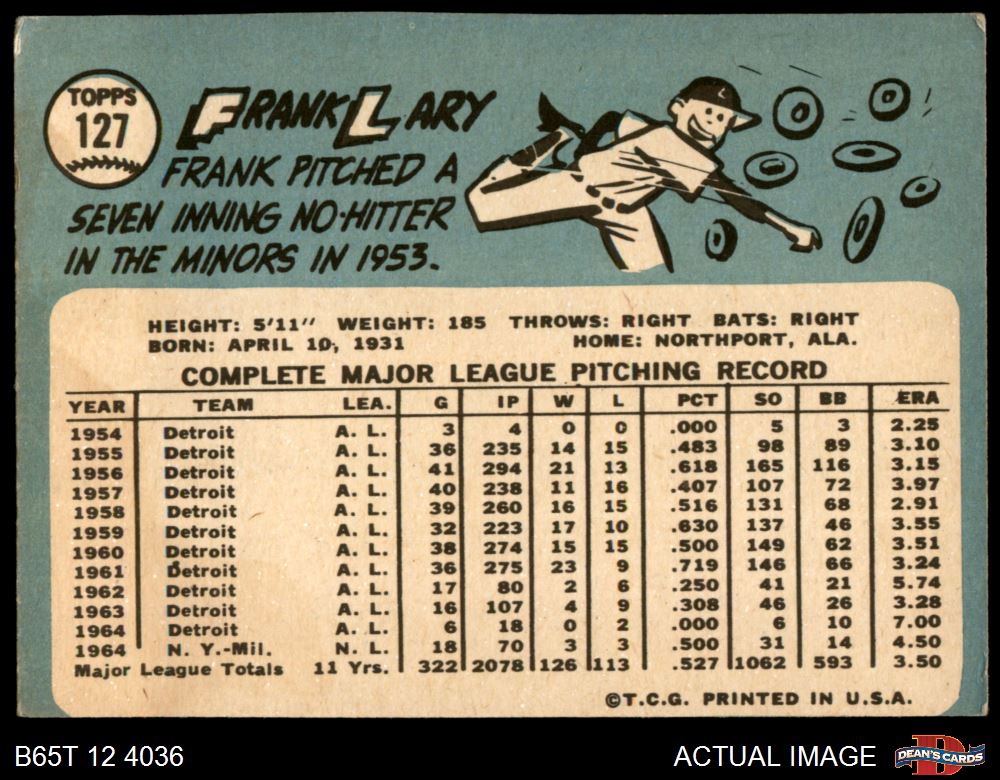 TOPPS
127
FRANK LARY
FRANK PITCHED A
SEVEN INNING NO-HITTER
IN THE MINORS IN 1953.
HEIGHT: 5'11" WEIGHT: 185 THROWS: RIGHT BATS: RIGHT
BORN: APRIL 10, 1931 HOME: NORTHPORT, ALA.
COMPLETE MAJOR LEAGUE PITCHING RECORD
YEAR TEAM LEA. G IP W L PCT SO BB ERA
1954 Detroit A. L. 3 4 0 0 .000 5 3 2.25
1955 Detroit A. L. 36 235 14 15 .483 98 89 3.10
1956 Detroit A. L. 41 294 21 13 .618 165 116 3.15
1957 Detroit A. L. 40 238 11 16 .407 107 72 3.97
1958 Detroit A. L. 39 260 16 15 .516 131 68 2.91
1959 Detroit A. L. 32 223 17 10 .630 137 46 3.55
1960 Detroit A. L. 38 274 15 15 .500 149 62 3.51
1961 Detroit A. L. 36 275 23 9 .719 146 66 3.24
1962 Detroit A. L. 17 80 2 6 .250 41 21 5.74
1963 Detroit A. L. 16 107 4 9 .308 46 26 3.28
1964 Detroit A. L. 6 18 0 2 .000 6 10 7.00
1964 N. Y.-Mil. N. L. 18 70 3 3 .500 31 14 4.50
Major League Totals 11 Yrs. 322 2078 126 113 .527 1062 593 3.50
©T.C.G. PRINTED IN U.S.A.
B65T 12 4036 ACTUAL IMAGE
DEAN'S CARDS